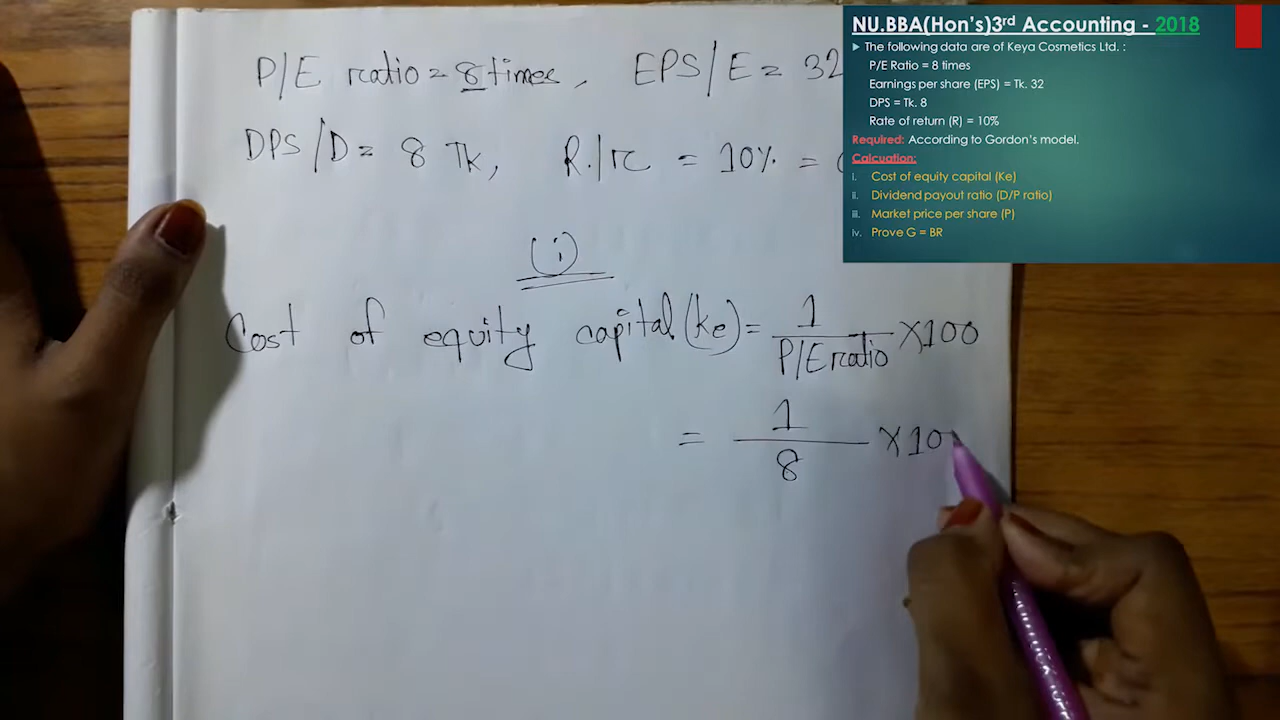 P/E ratio = 8 times, EPS/E = 32
DPS/D = 8 Tk, R./r = 10% =
(i)
Cost of equity capital (ke) = 1 / P/E ratio ×100
= 1 / 8 ×10
NU.BBA(Hon's)3rd Accounting - 2018
The following data are of Keya Cosmetics Ltd. :
P/E Ratio = 8 times
Earnings per share (EPS) = Tk. 32
DPS = Tk. 8
Rate of return (R) = 10%
Required: According to Gordon's model.
Calcuation:
i. Cost of equity capital (Ke)
ii. Dividend payout ratio (D/P ratio)
iii. Market price per share (P)
iv. Prove G = BR